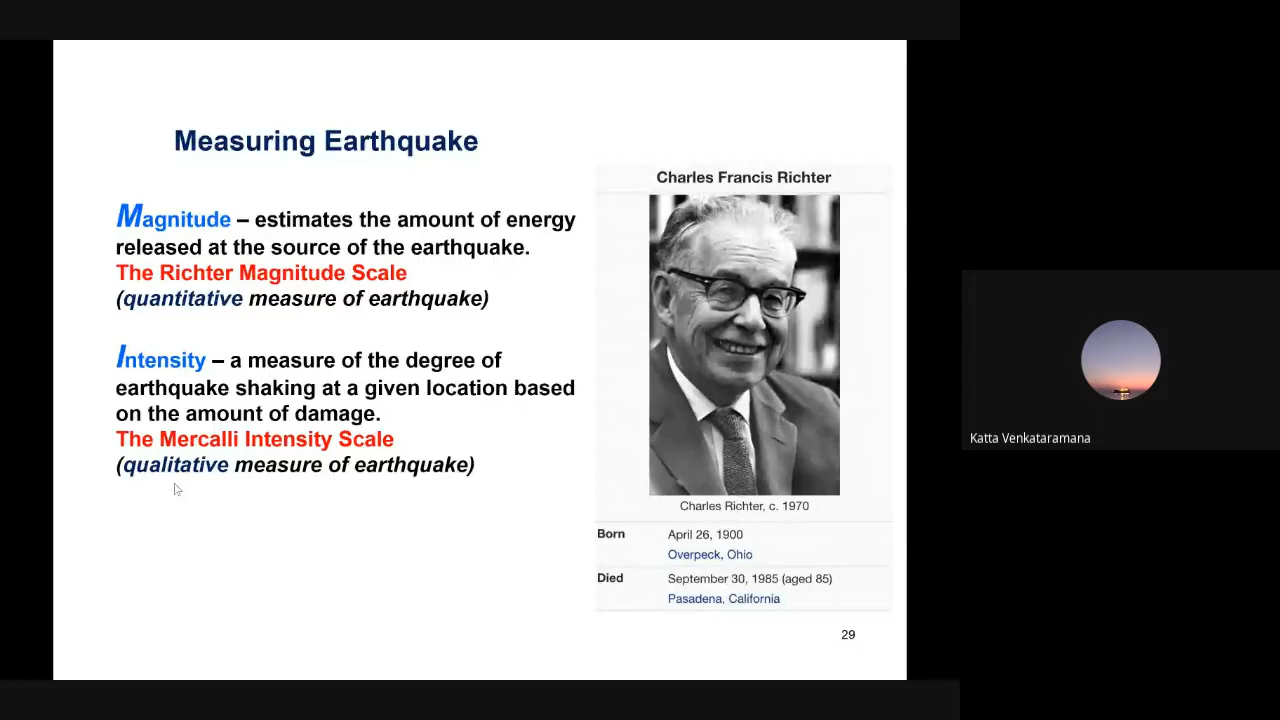 Measuring Earthquake
Magnitude – estimates the amount of energy
released at the source of the earthquake.
The Richter Magnitude Scale
(quantitative measure of earthquake)
Intensity – a measure of the degree of
earthquake shaking at a given location based
on the amount of damage.
The Mercalli Intensity Scale
(qualitative measure of earthquake)
Charles Francis Richter
Charles Richter, c. 1970
Born April 26, 1900
Overpeck, Ohio
Died September 30, 1985 (aged 85)
Pasadena, California
29
Katta Venkataramana